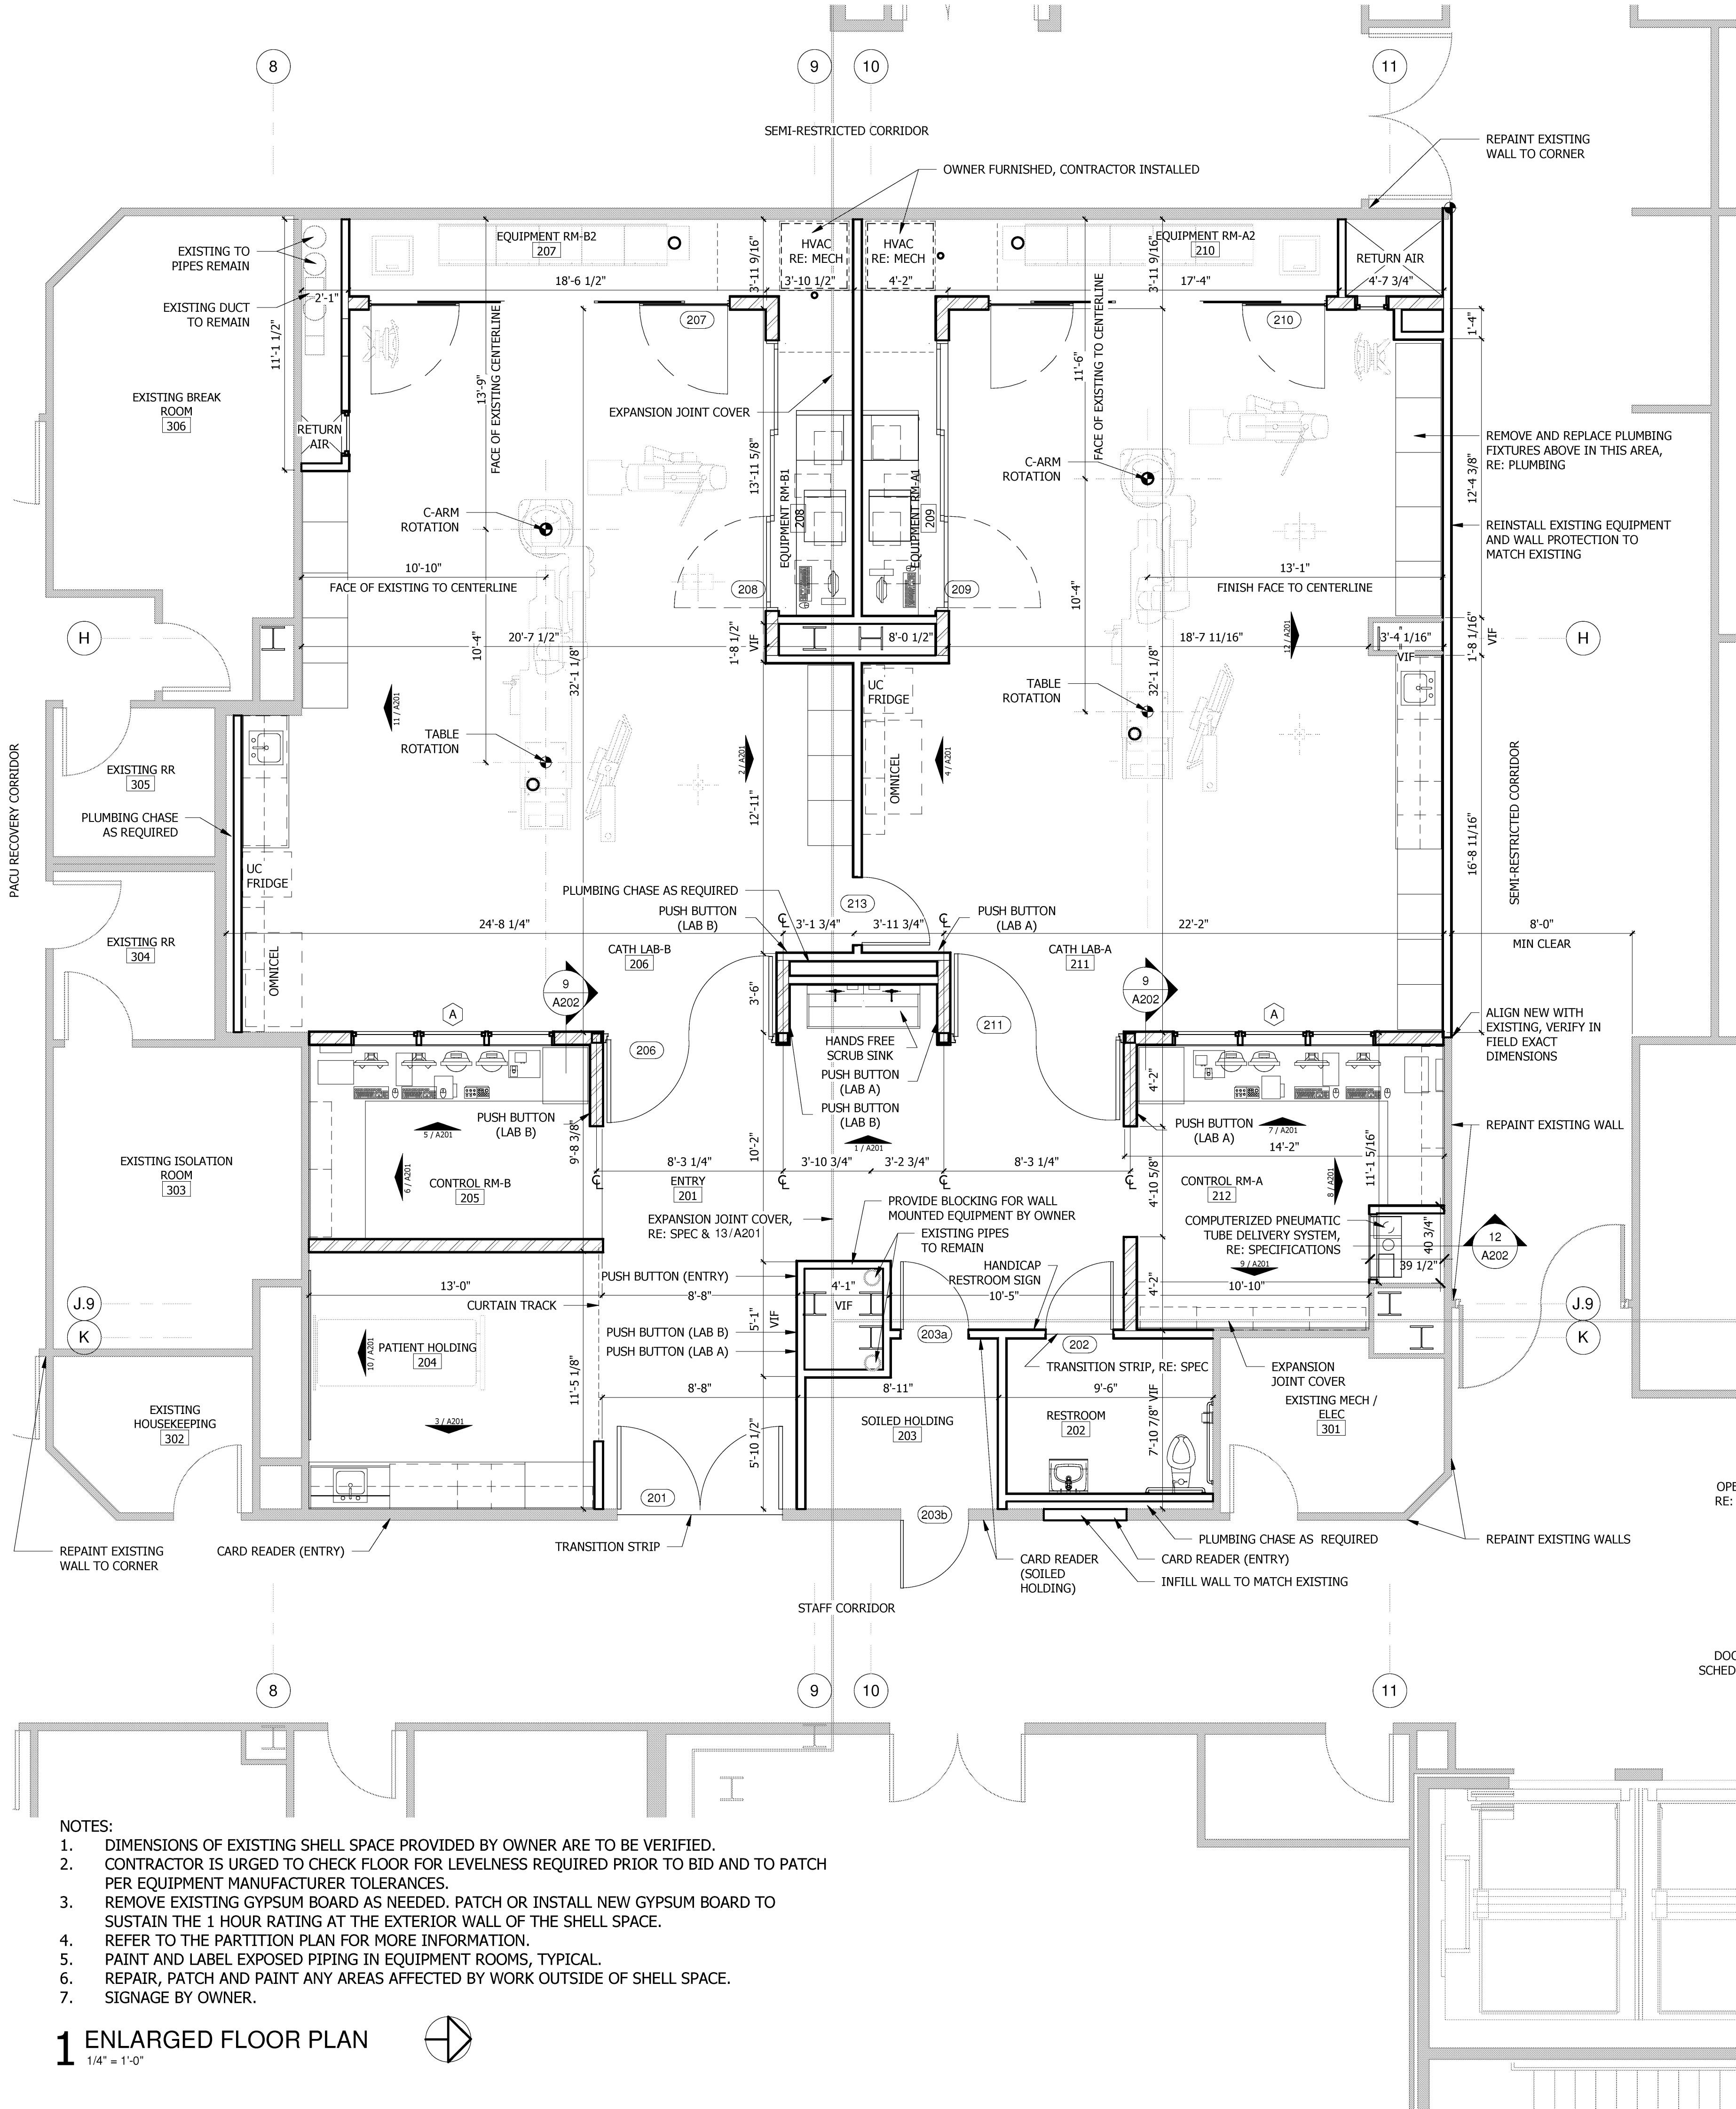 8
9
10
11
SEMI-RESTRICTED CORRIDOR
REPAINT EXISTING
WALL TO CORNER
OWNER FURNISHED, CONTRACTOR INSTALLED
EXISTING TO
PIPES REMAIN
EXISTING DUCT
TO REMAIN
EQUIPMENT RM-B2
207
HVAC
RE: MECH
HVAC
RE: MECH
EQUIPMENT RM-A2
210
RETURN AIR
2'-1"
18'-6 1/2"
3'-11 9/16"
3'-10 1/2"
4'-2"
3'-11 9/16"
17'-4"
4'-7 3/4"
207
210
11'-1 1/2"
1'-4"
13'-9"
FACE OF EXISTING CENTERLINE
11'-6"
FACE OF EXISTING TO CENTERLINE
EXISTING BREAK
ROOM
306
RETURN
AIR
EXPANSION JOINT COVER
REMOVE AND REPLACE PLUMBING
FIXTURES ABOVE IN THIS AREA,
RE: PLUMBING
13'-11 5/8"
12'-4 3/8"
C-ARM
ROTATION
C-ARM
ROTATION
EQUIPMENT RM-B1
208
EQUIPMENT RM-A1
209
REINSTALL EXISTING EQUIPMENT
AND WALL PROTECTION TO
MATCH EXISTING
10'-10"
FACE OF EXISTING TO CENTERLINE
13'-1"
FINISH FACE TO CENTERLINE
208
209
10'-4"
H
20'-7 1/2"
1'-8 1/2"
VIF
8'-0 1/2"
18'-7 11/16"
12 / A201
3'-4 1/16"
VIF
1'-8 1/16"
VIF
H
10'-4"
32'-1 1/8"
32'-1 1/8"
UC
FRIDGE
TABLE
ROTATION
11 / A201
TABLE
ROTATION
2 / A201
OMNICEL
4 / A201
PACU RECOVERY CORRIDOR
EXISTING RR
305
SEMI-RESTRICTED CORRIDOR
PLUMBING CHASE
AS REQUIRED
12'-11"
16'-8 11/16"
UC
FRIDGE
PLUMBING CHASE AS REQUIRED
213
PUSH BUTTON
(LAB B)
PUSH BUTTON
(LAB A)
24'-8 1/4"
3'-1 3/4"
3'-11 3/4"
22'-2"
8'-0"
MIN CLEAR
EXISTING RR
304
OMNICEL
CATH LAB-B
206
CATH LAB-A
211
9
A202
9
A202
3'-6"
A
A
206
211
HANDS FREE
SCRUB SINK
ALIGN NEW WITH
EXISTING, VERIFY IN
FIELD EXACT
DIMENSIONS
PUSH BUTTON
(LAB A)
4'-2"
PUSH BUTTON
(LAB B)
PUSH BUTTON
(LAB B)
PUSH BUTTON
(LAB A)
REPAINT EXISTING WALL
5 / A201
7 / A201
1 / A201
9'-8 3/8"
10'-2"
14'-2"
EXISTING ISOLATION
ROOM
303
6 / A201
CONTROL RM-B
205
8'-3 1/4"
3'-10 3/4"
3'-2 3/4"
8'-3 1/4"
ENTRY
201
4'-10 5/8"
CONTROL RM-A
212
8 / A201
11'-1 5/16"
PROVIDE BLOCKING FOR WALL
MOUNTED EQUIPMENT BY OWNER
EXPANSION JOINT COVER,
RE: SPEC & 13/A201
EXISTING PIPES
TO REMAIN
COMPUTERIZED PNEUMATIC
TUBE DELIVERY SYSTEM,
RE: SPECIFICATIONS
40 3/4"
12
A202
HANDICAP
RESTROOM SIGN
9 / A201
39 1/2"
PUSH BUTTON (ENTRY)
13'-0"
8'-8"
4'-1"
VIF
10'-5"
4'-2"
10'-10"
J.9
CURTAIN TRACK
J.9
K
5'-1"
VIF
PUSH BUTTON (LAB B)
PUSH BUTTON (LAB A)
203a
202
K
10 / A201
PATIENT HOLDING
204
TRANSITION STRIP, RE: SPEC
EXPANSION
JOINT COVER
11'-5 1/8"
8'-8"
8'-11"
9'-6"
EXISTING MECH /
ELEC
301
EXISTING
HOUSEKEEPING
302
3 / A201
SOILED HOLDING
203
RESTROOM
202
7'-10 7/8" VIF
5'-10 1/2"
201
203b
OPE
RE:
REPAINT EXISTING
WALL TO CORNER
CARD READER (ENTRY)
TRANSITION STRIP
CARD READER
(SOILED
HOLDING)
PLUMBING CHASE AS REQUIRED
CARD READER (ENTRY)
INFILL WALL TO MATCH EXISTING
REPAINT EXISTING WALLS
STAFF CORRIDOR
DOO
SCHED
8
9
10
11
NOTES:
1. DIMENSIONS OF EXISTING SHELL SPACE PROVIDED BY OWNER ARE TO BE VERIFIED.
2. CONTRACTOR IS URGED TO CHECK FLOOR FOR LEVELNESS REQUIRED PRIOR TO BID AND TO PATCH
PER EQUIPMENT MANUFACTURER TOLERANCES.
3. REMOVE EXISTING GYPSUM BOARD AS NEEDED. PATCH OR INSTALL NEW GYPSUM BOARD TO
SUSTAIN THE 1 HOUR RATING AT THE EXTERIOR WALL OF THE SHELL SPACE.
4. REFER TO THE PARTITION PLAN FOR MORE INFORMATION.
5. PAINT AND LABEL EXPOSED PIPING IN EQUIPMENT ROOMS, TYPICAL.
6. REPAIR, PATCH AND PAINT ANY AREAS AFFECTED BY WORK OUTSIDE OF SHELL SPACE.
7. SIGNAGE BY OWNER.
1 ENLARGED FLOOR PLAN
1/4" = 1'-0"